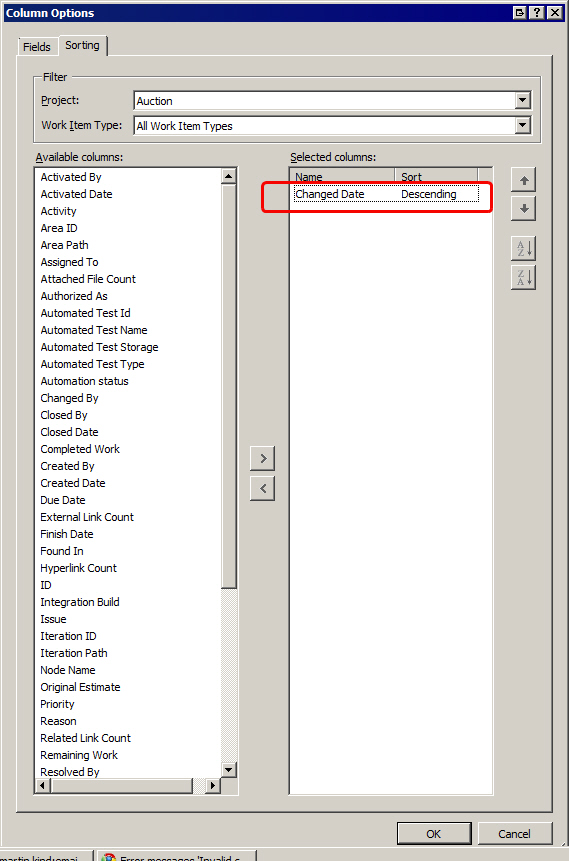 Column Options
Fields
Sorting
Filter
Project:
Auction
Work Item Type:
All Work Item Types
Available columns:
Selected columns:
Name Sort
Changed Date Descending
Activated By
Activated Date
Activity
Area ID
Area Path
Assigned To
Attached File Count
Authorized As
Automated Test Id
Automated Test Name
Automated Test Storage
Automated Test Type
Automation status
Changed By
Closed By
Closed Date
Completed Work
Created By
Created Date
Due Date
External Link Count
Finish Date
Found In
Hyperlink Count
ID
Integration Build
Issue
Iteration ID
Iteration Path
Node Name
Original Estimate
Priority
Reason
Related Link Count
Remaining Work
Resolved By
A
Z
Z
A
OK
Cancel
Error messages 'Invalid